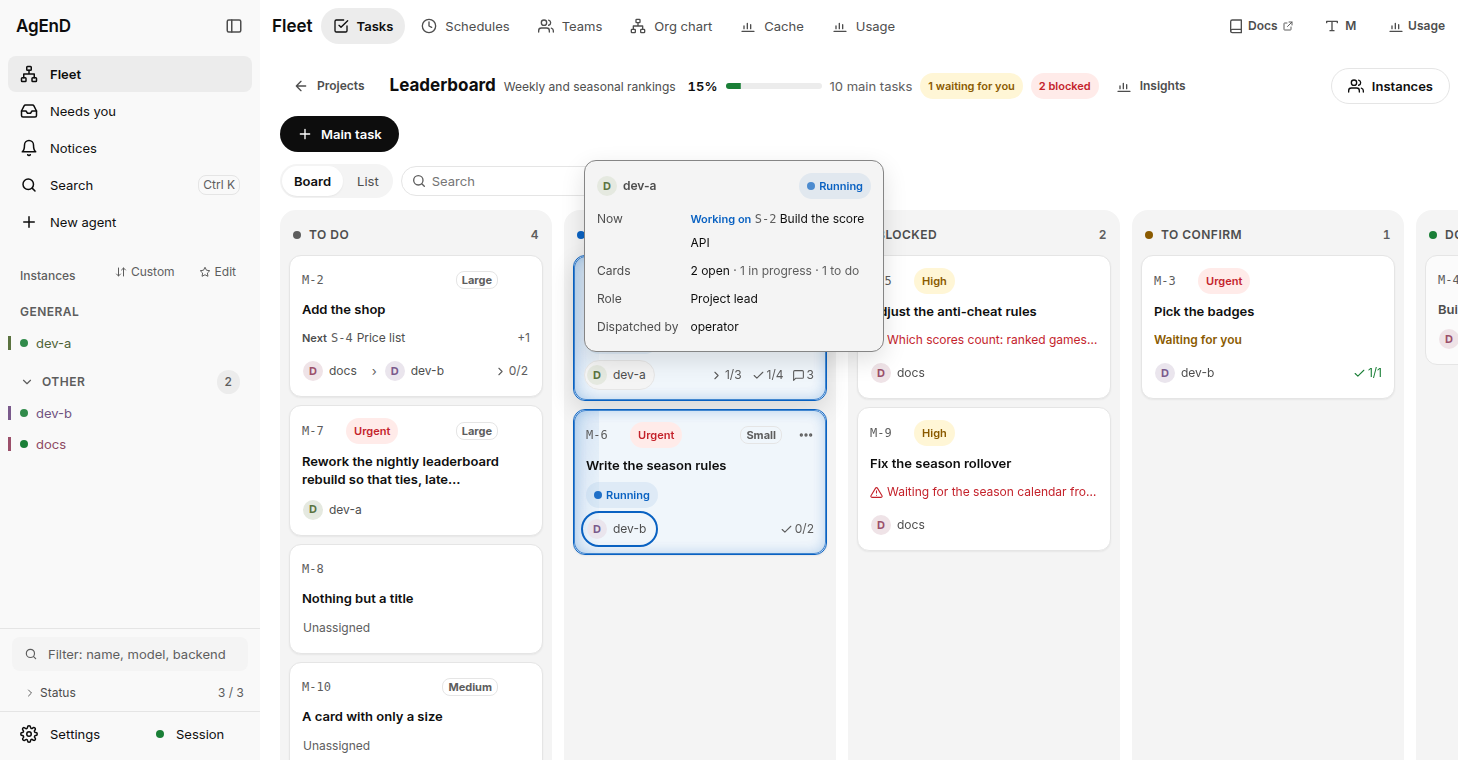 AgEnD
Fleet
Needs you
Notices
Search Ctrl K
New agent
Instances Custom Edit
GENERAL
dev-a
OTHER 2
dev-b
docs
Filter: name, model, backend
Status 3 / 3
Settings Session
Fleet Tasks Schedules Teams Org chart Cache Usage Docs M Usage
Projects Leaderboard Weekly and seasonal rankings 15% 10 main tasks 1 waiting for you 2 blocked Insights Instances
Main task
Board List Search
TO DO 4
M-2 Large
Add the shop
Next S-4 Price list +1
D docs D dev-b 0/2
M-7 Urgent Large
Rework the nightly leaderboard
rebuild so that ties, late…
D dev-a
M-8
Nothing but a title
Unassigned
M-10 Medium
A card with only a size
Unassigned
D dev-a Running
Now Working on S-2 Build the score
API
Cards 2 open · 1 in progress · 1 to do
Role Project lead
Dispatched by operator
D dev-a 1/3 1/4 3
M-6 Urgent Small
Write the season rules
Running
D dev-b 0/2
LOCKED 2
5 High
just the anti-cheat rules
Which scores count: ranked games...
D docs
M-9 High
Fix the season rollover
Waiting for the season calendar fro...
D docs
TO CONFIRM 1
M-3 Urgent
Pick the badges
Waiting for you
D dev-b 1/1
M-4
D